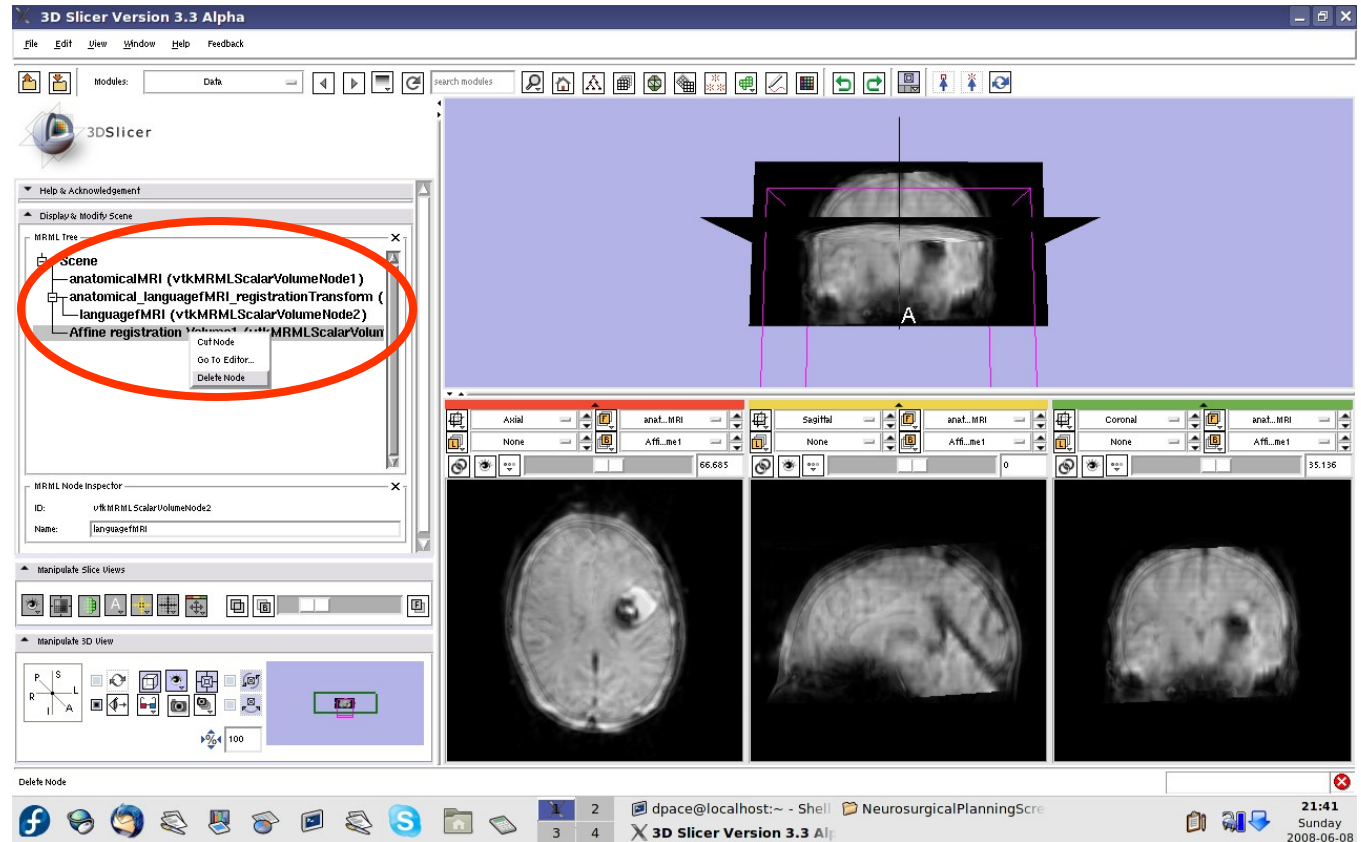 3D Slicer Version 3.3 Alpha
File Edit View Window Help Feedback
Modules: Data search modules
3DSlicer
Help & Acknowledgement
Display & Modify Scene
MRML Tree
Scene
anatomicalMRI (vtkMRMLScalarVolumeNode1)
anatomical_languagefMRI_registrationTransform (
languagefMRI (vtkMRMLScalarVolumeNode2)
Affine registration Volume1 (vtkMRMLScalarVolum
Cut Node
Go To Editor...
Delete Node
MRML Node Inspector
ID: vtkMRMLScalarVolumeNode2
Name: languagefMRI
Manipulate Slice Views
Manipulate 3D View
P S
R L
I A
100
A
Axial anat...MRI
None Affi...me1
66.685
Sagittal anat...MRI
None Affi...me1
0
Coronal anat...MRI
None Affi...me1
35.136
Delete Node
1 2
3 4
dpace@localhost:~ - Shell
NeurosurgicalPlanningScre
3D Slicer Version 3.3 Alp
21:41
Sunday
2008-06-08